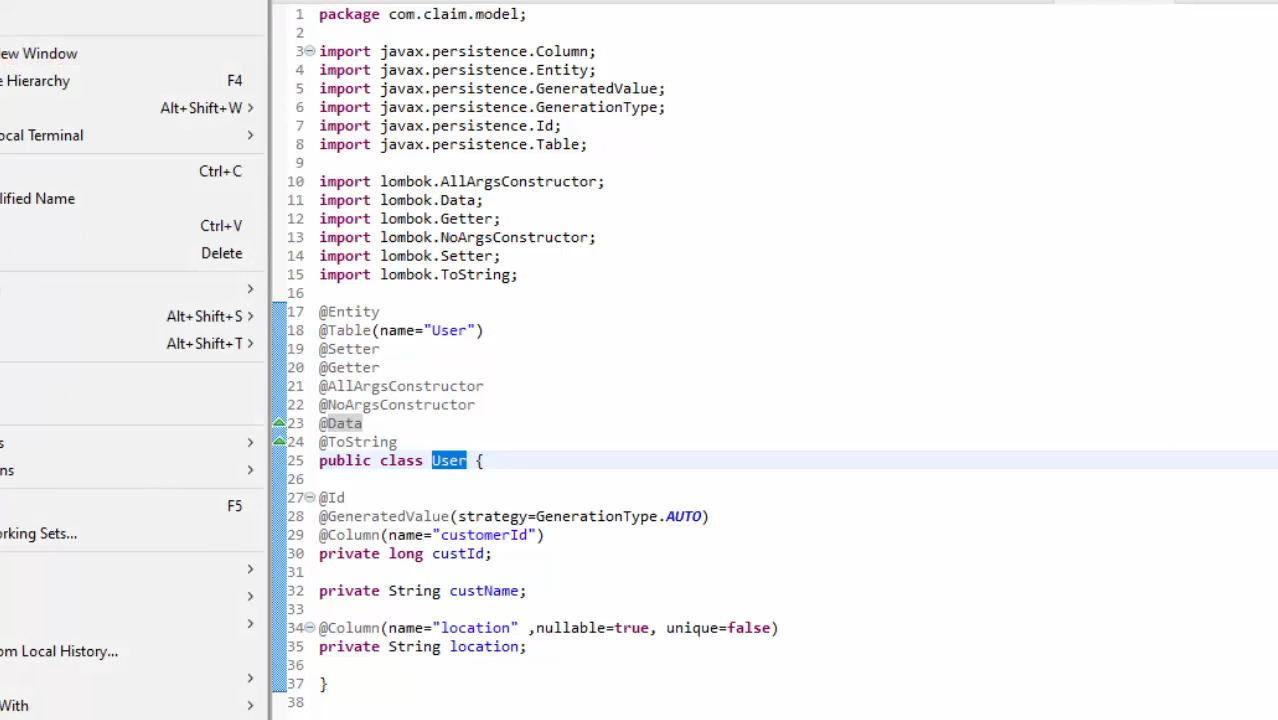 ew Window
e Hierarchy F4
Alt+Shift+W >
ocal Terminal >
Ctrl+C
lified Name
Ctrl+V
Delete
>
Alt+Shift+S >
Alt+Shift+T >
s >
ns >
F5
rking Sets...
>
>
>
om Local History...
>
With >
1 package com.claim.model;
2
3 import javax.persistence.Column;
4 import javax.persistence.Entity;
5 import javax.persistence.GeneratedValue;
6 import javax.persistence.GenerationType;
7 import javax.persistence.Id;
8 import javax.persistence.Table;
9
10 import lombok.AllArgsConstructor;
11 import lombok.Data;
12 import lombok.Getter;
13 import lombok.NoArgsConstructor;
14 import lombok.Setter;
15 import lombok.ToString;
16
17 @Entity
18 @Table(name="User")
19 @Setter
20 @Getter
21 @AllArgsConstructor
22 @NoArgsConstructor
23 @Data
24 @ToString
25 public class User {
26
27 @Id
28 @GeneratedValue(strategy=GenerationType.AUTO)
29 @Column(name="customerId")
30 private long custId;
31
32 private String custName;
33
34 @Column(name="location" ,nullable=true, unique=false)
35 private String location;
36
37 }
38